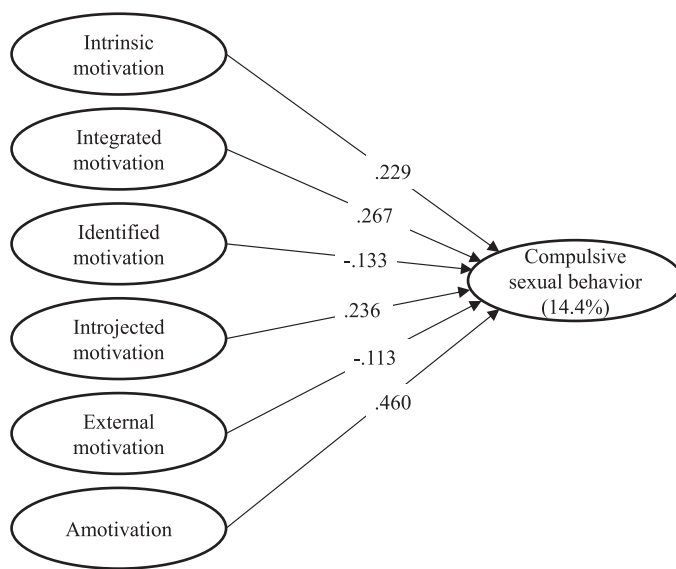 Intrinsic
motivation
Integrated
motivation
Identified
motivation
Introjected
motivation
External
motivation
Amotivation
.229
.267
-.133
.236
-.113
.460
Compulsive
sexual behavior
(14.4%)